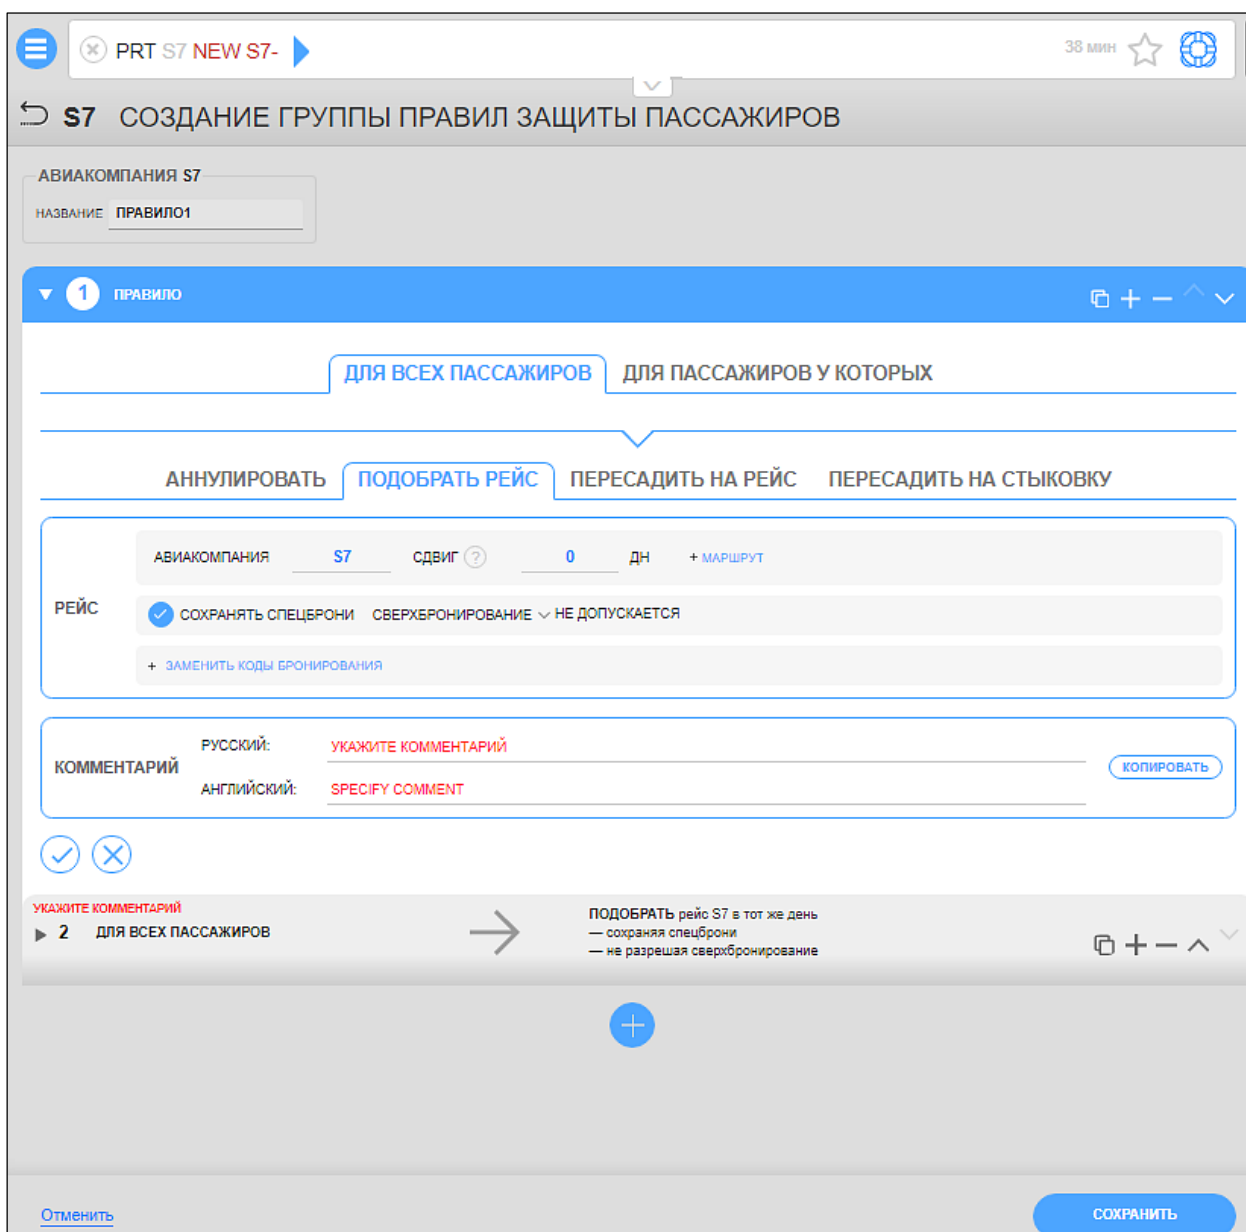 PRT S7 NEW S7-
38 мин
S7 СОЗДАНИЕ ГРУППЫ ПРАВИЛ ЗАЩИТЫ ПАССАЖИРОВ
АВИАКОМПАНИЯ S7
НАЗВАНИЕ ПРАВИЛО1
1 ПРАВИЛО
ДЛЯ ВСЕХ ПАССАЖИРОВ ДЛЯ ПАССАЖИРОВ У КОТОРЫХ
АННУЛИРОВАТЬ ПОДОБРАТЬ РЕЙС ПЕРЕСАДИТЬ НА РЕЙС ПЕРЕСАДИТЬ НА СТЫКОВКУ
АВИАКОМПАНИЯ S7 СДВИГ ? 0 ДН + МАРШРУТ
РЕЙС
СОХРАНЯТЬ СПЕЦБРОНИ СВЕРХБРОНИРОВАНИЕ НЕ ДОПУСКАЕТСЯ
+ ЗАМЕНИТЬ КОДЫ БРОНИРОВАНИЯ
РУССКИЙ: УКАЖИТЕ КОММЕНТАРИЙ
КОММЕНТАРИЙ
КОПИРОВАТЬ
АНГЛИЙСКИЙ: SPECIFY COMMENT
УКАЖИТЕ КОММЕНТАРИЙ
2 ДЛЯ ВСЕХ ПАССАЖИРОВ
ПОДОБРАТЬ рейс S7 в тот же день
— сохраняя спецброни
— не разрешая сверхбронирование
Отменить
СОХРАНИТЬ